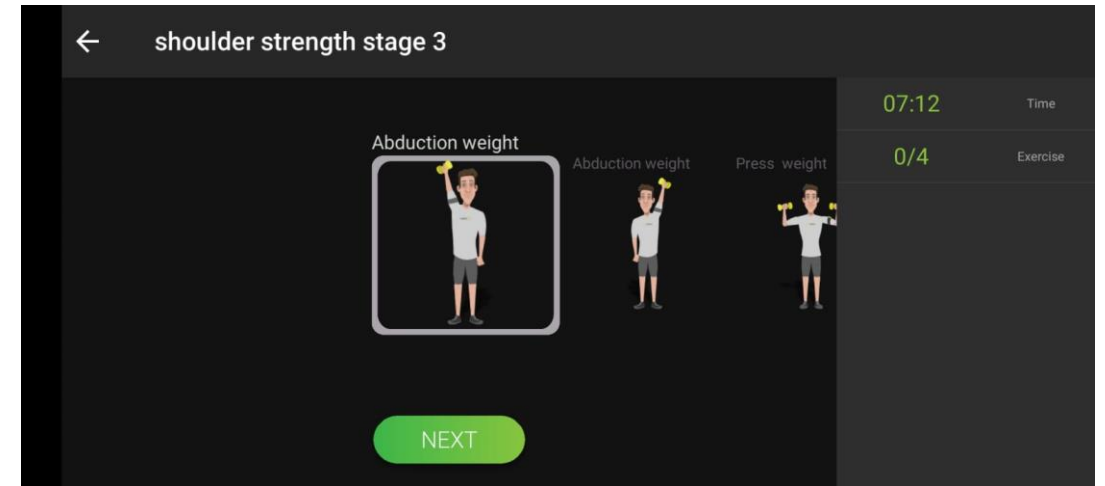 shoulder strength stage 3
Abduction weight
Abduction weight
Press weight
NEXT
07:12 Time
0/4 Exercise